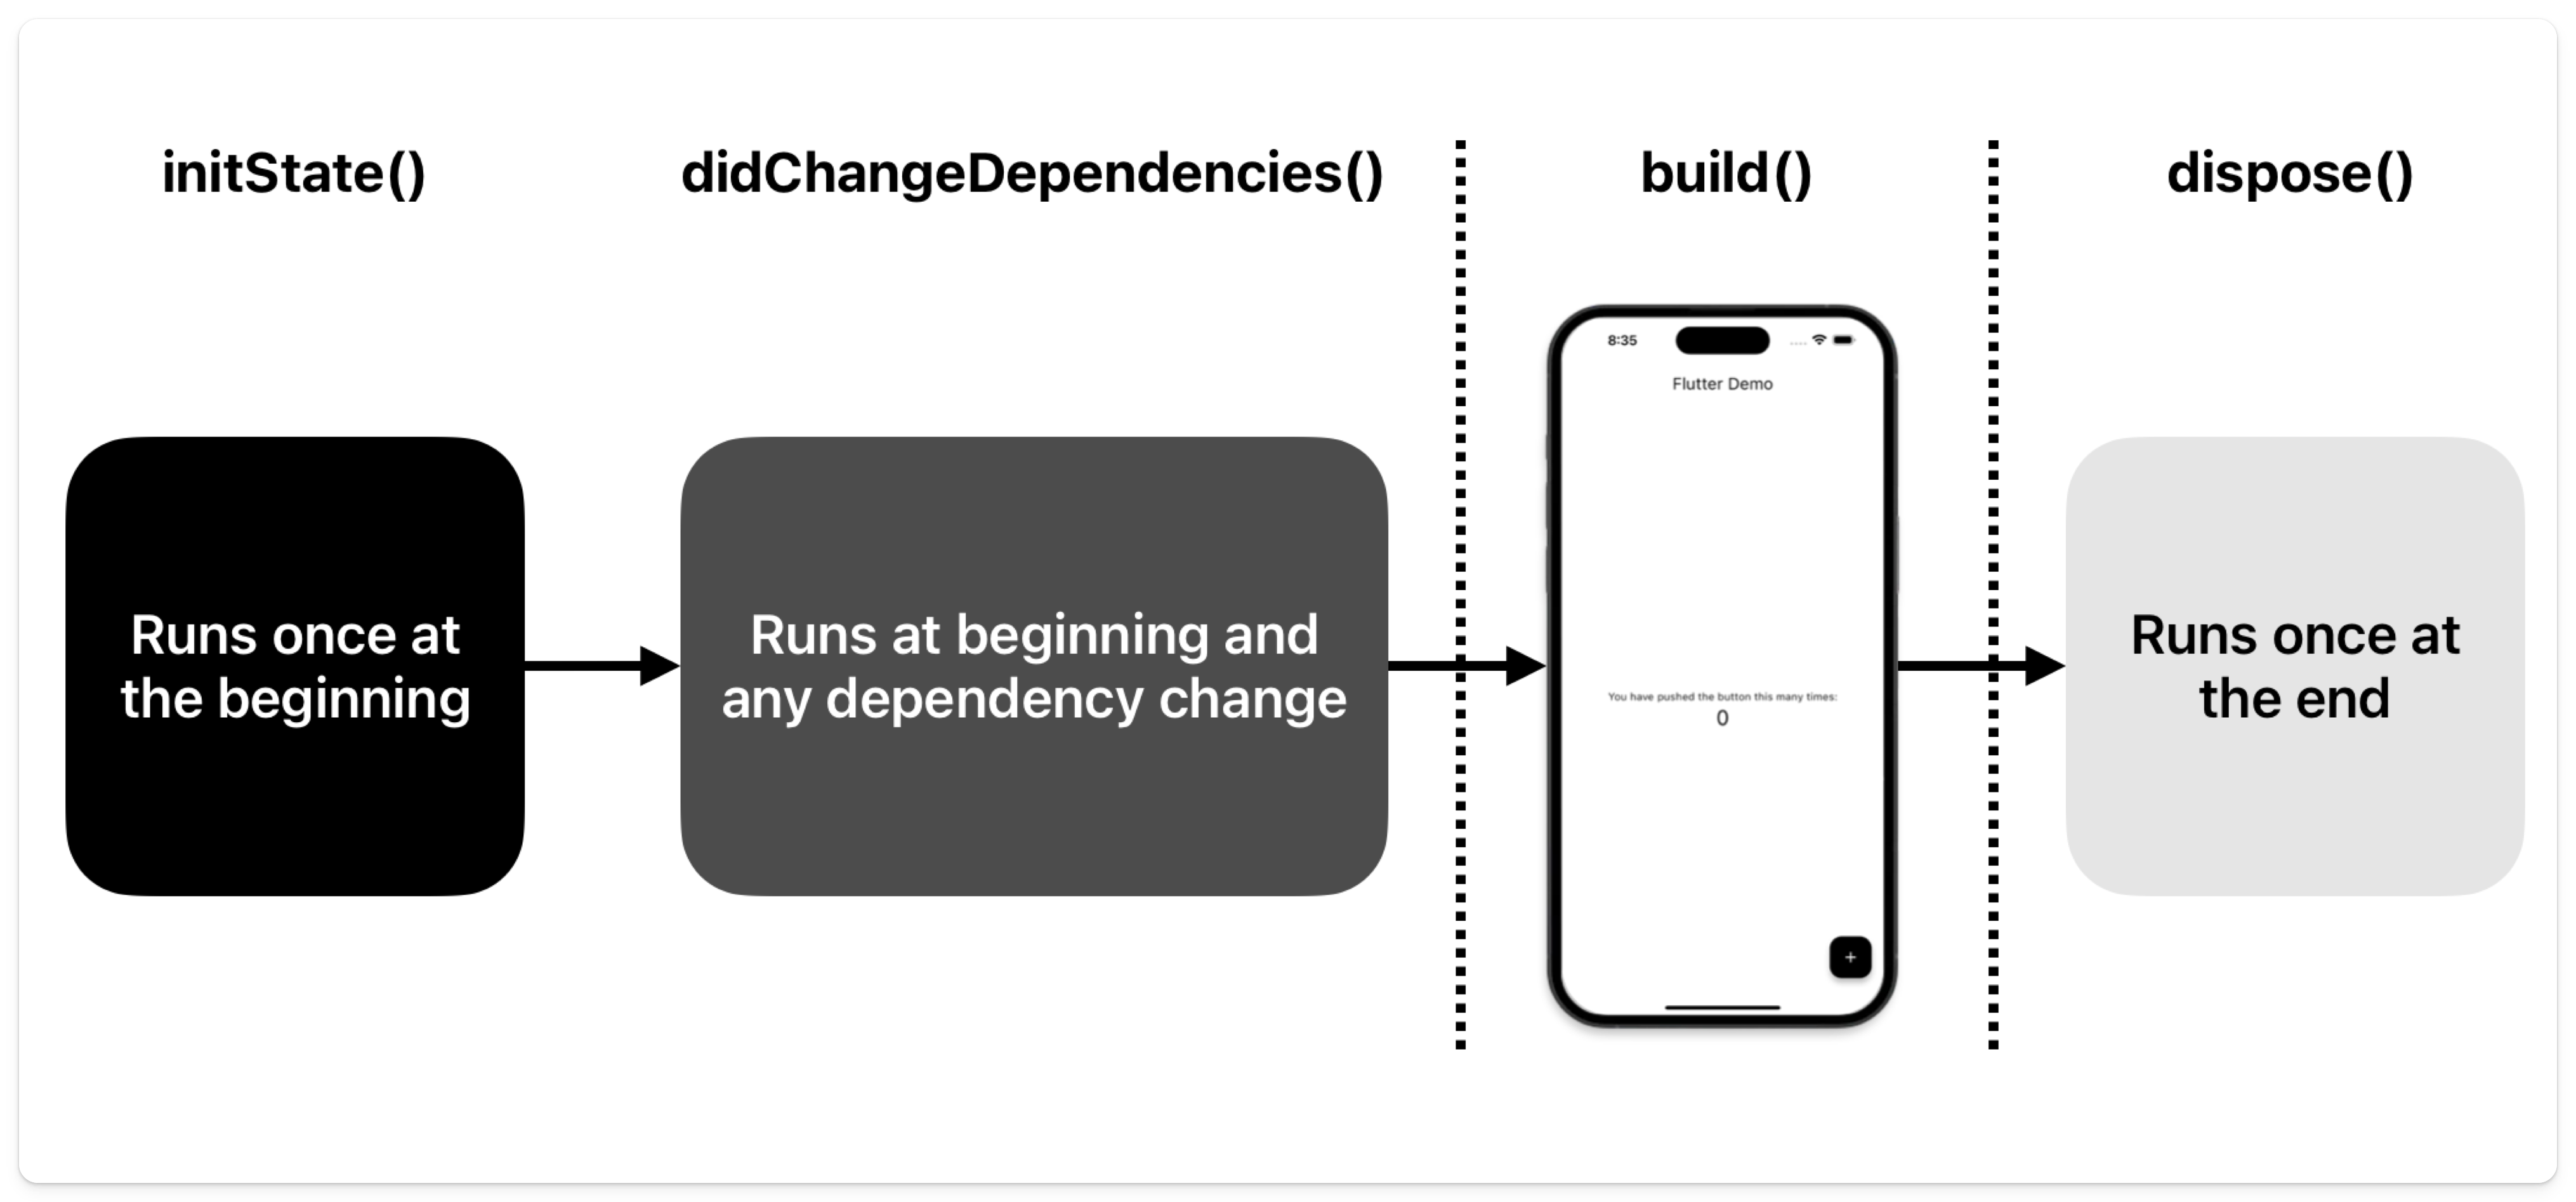 initState()
didChangeDependencies()
build()
dispose()
Runs once at
the beginning
Runs at beginning and
any dependency change
8:35
Flutter Demo
You have pushed the button this many times:
0
+
Runs once at
the end